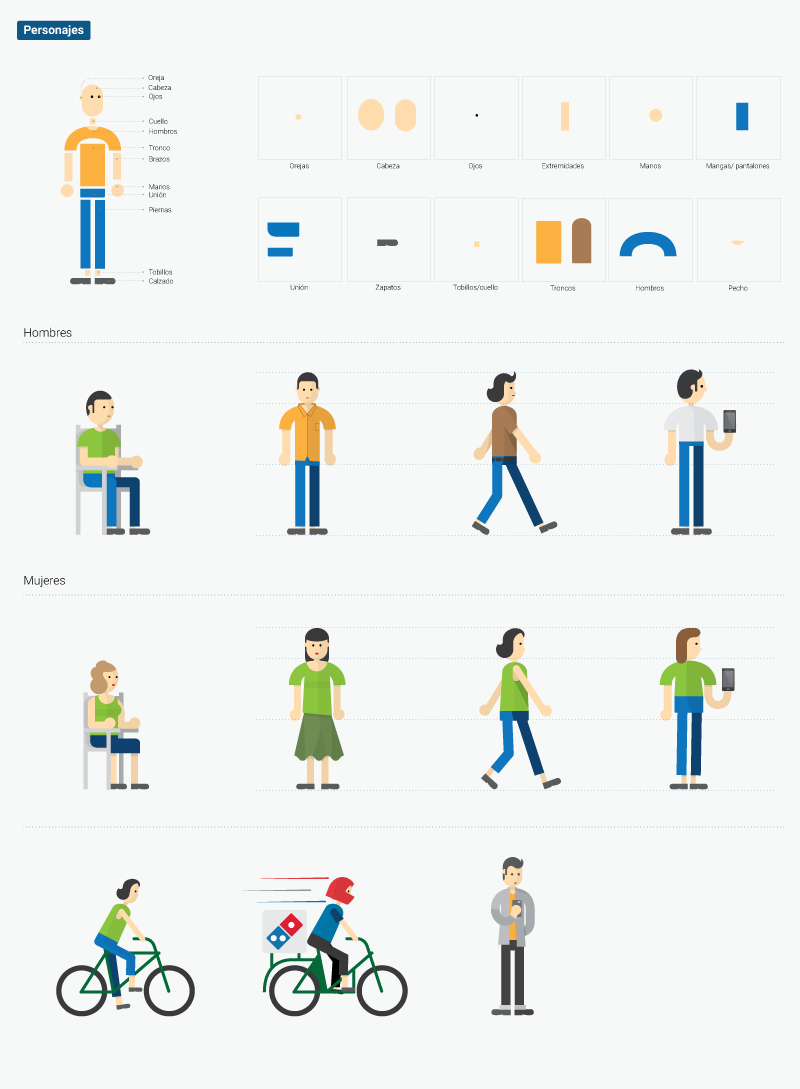 Personajes
Oreja
Cabeza
Ojos
Cuello
Hombros
Tronco
Brazos
Manos
Unión
Piernas
Tobillos
Calzado
Orejas
Cabeza
Ojos
Extremidades
Manos
Mangas/ pantalones
Unión
Zapatos
Tobillos/cuello
Troncos
Hombros
Pecho
Hombres
Mujeres